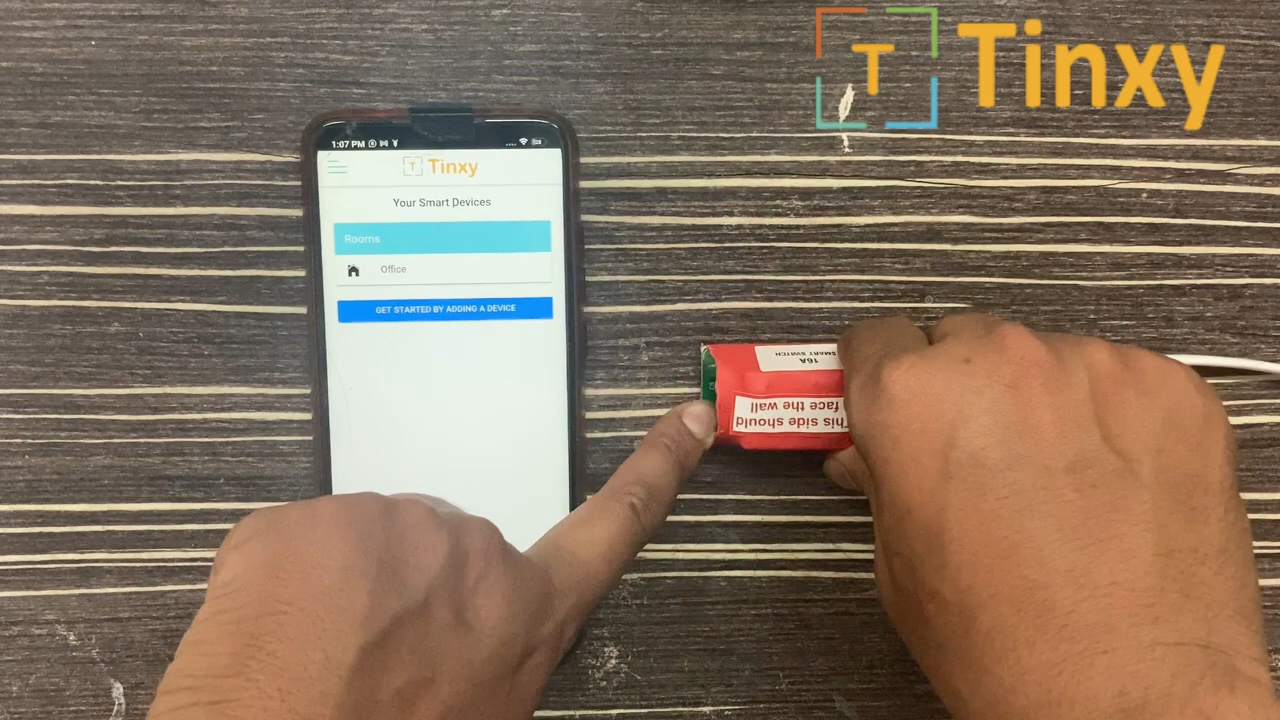 T Tinxy
1:07 PM
T Tinxy
Your Smart Devices
Rooms
Office
GET STARTED BY ADDING A DEVICE
16A
SMART SWITCH
This side should
face the wall